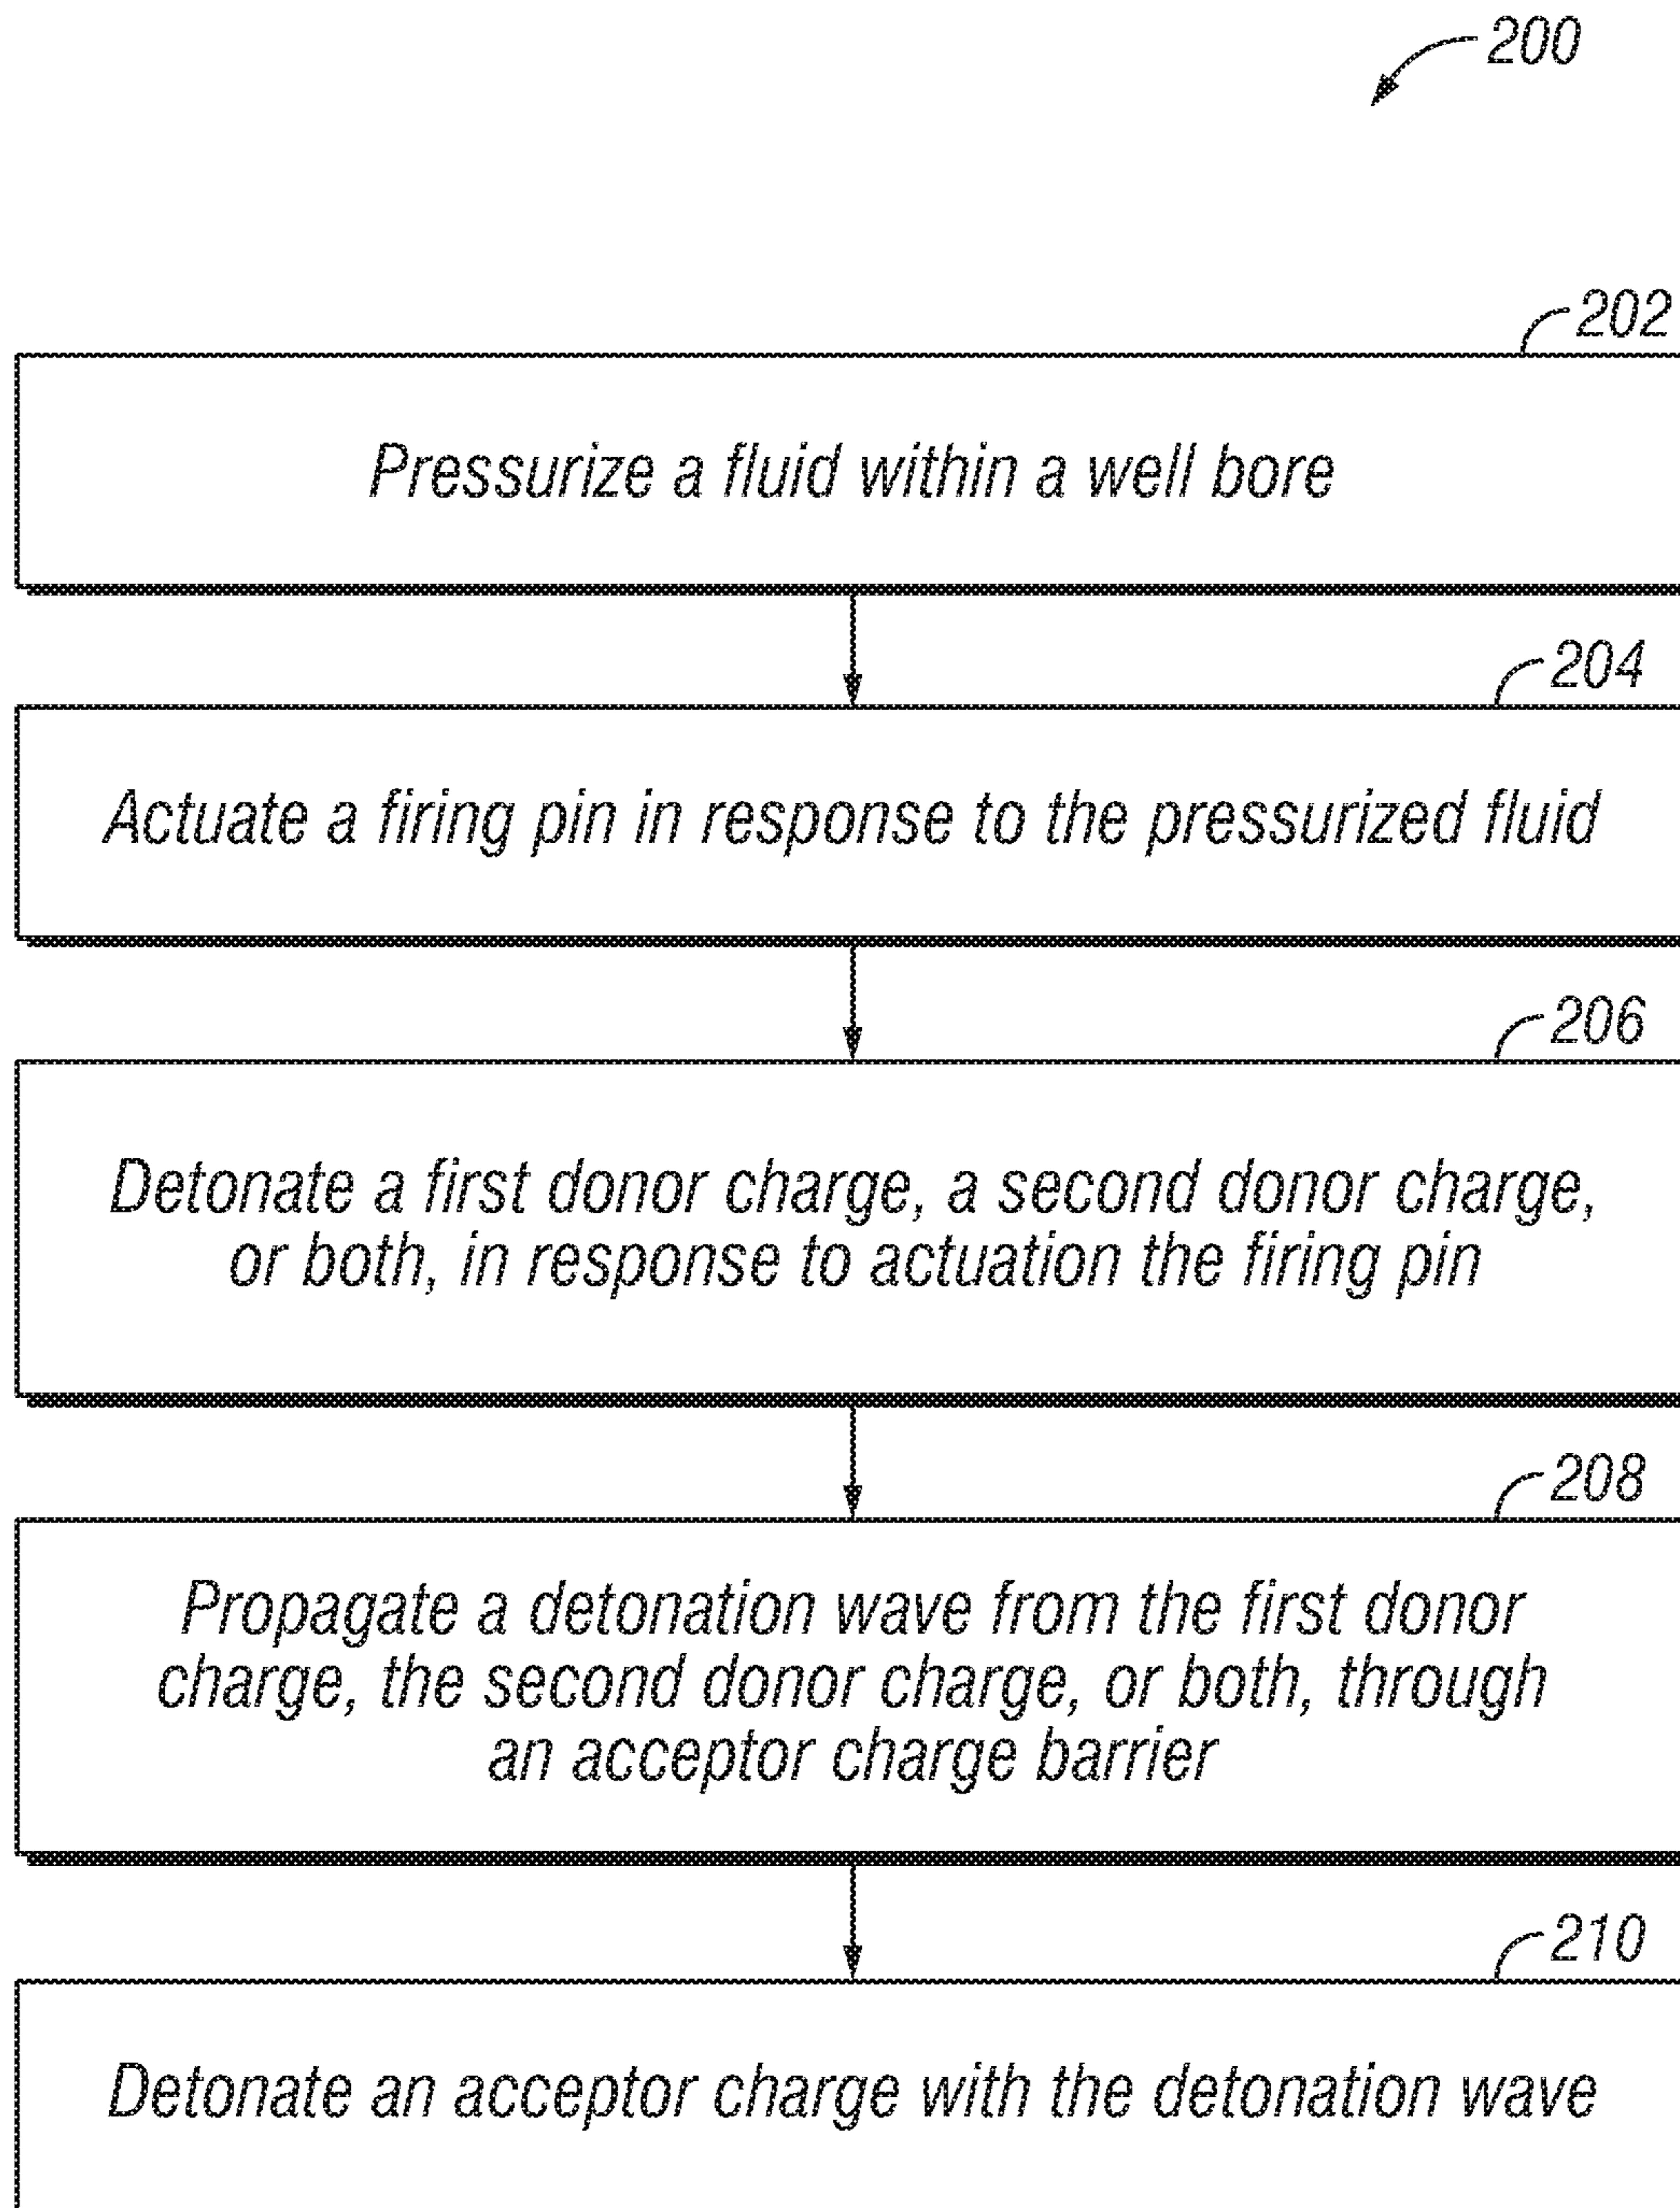 200
202
Pressurize a fluid within a well bore
204
Actuate a firing pin in response to the pressurized fluid
206
Detonate a first donor charge, a second donor charge,
or both, in response to actuation the firing pin
208
Propagate a detonation wave from the first donor
charge, the second donor charge, or both, through
an acceptor charge barrier
210
Detonate an acceptor charge with the detonation wave